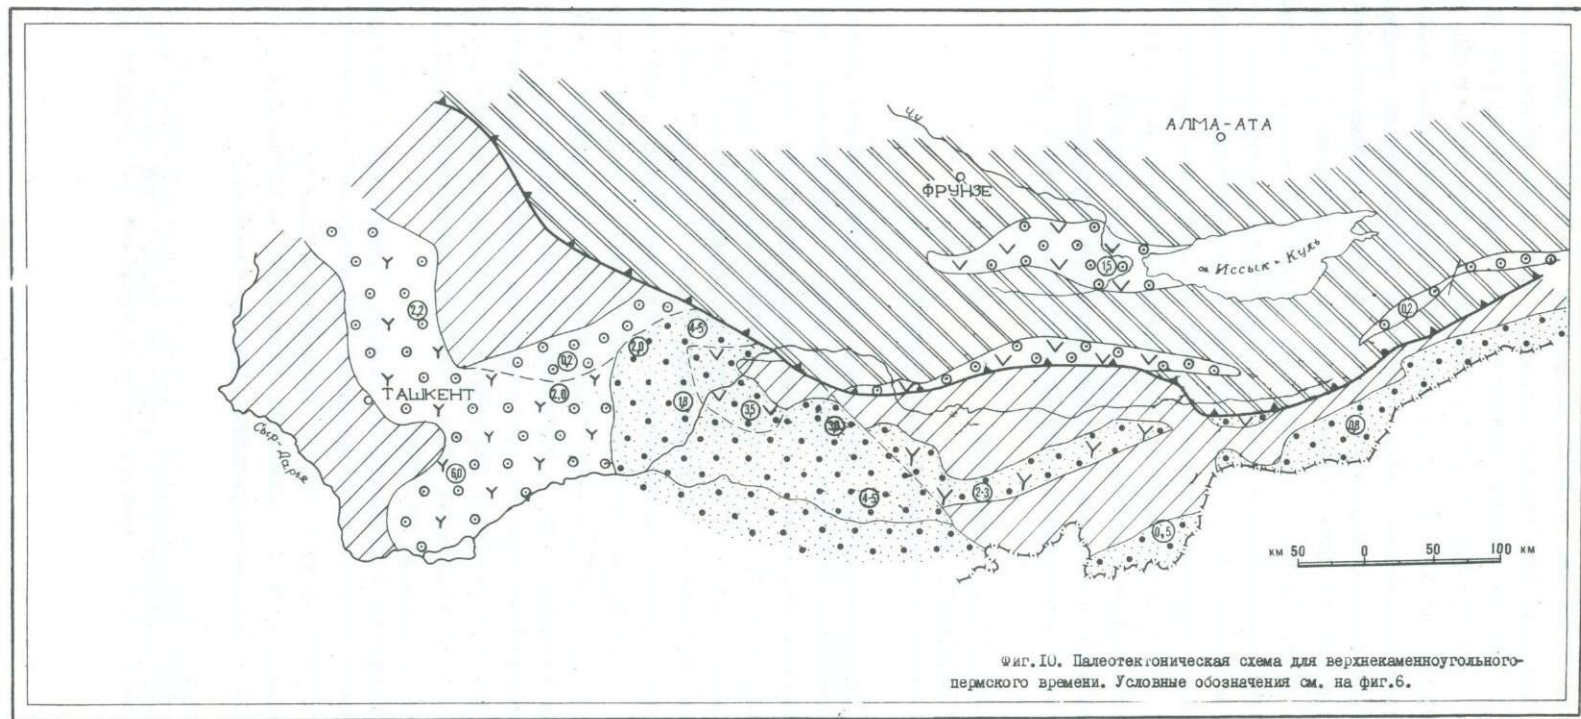 АЛМА-АТА
Чу
ФРУНЗЕ
1,5
оз. Иссык-Куль
0,2
2,2
4-5
2,0
0,2
ТАШКЕНТ
2,0
1,8
3,5
3,0
0,8
Сыр-Дарья
6,0
4-5
2-3
0,5
км 50 0 50 100 км
Фиг.10. Палеотектоническая схема для верхнекаменноугольного-
пермского времени. Условные обозначения см. на фиг.6.